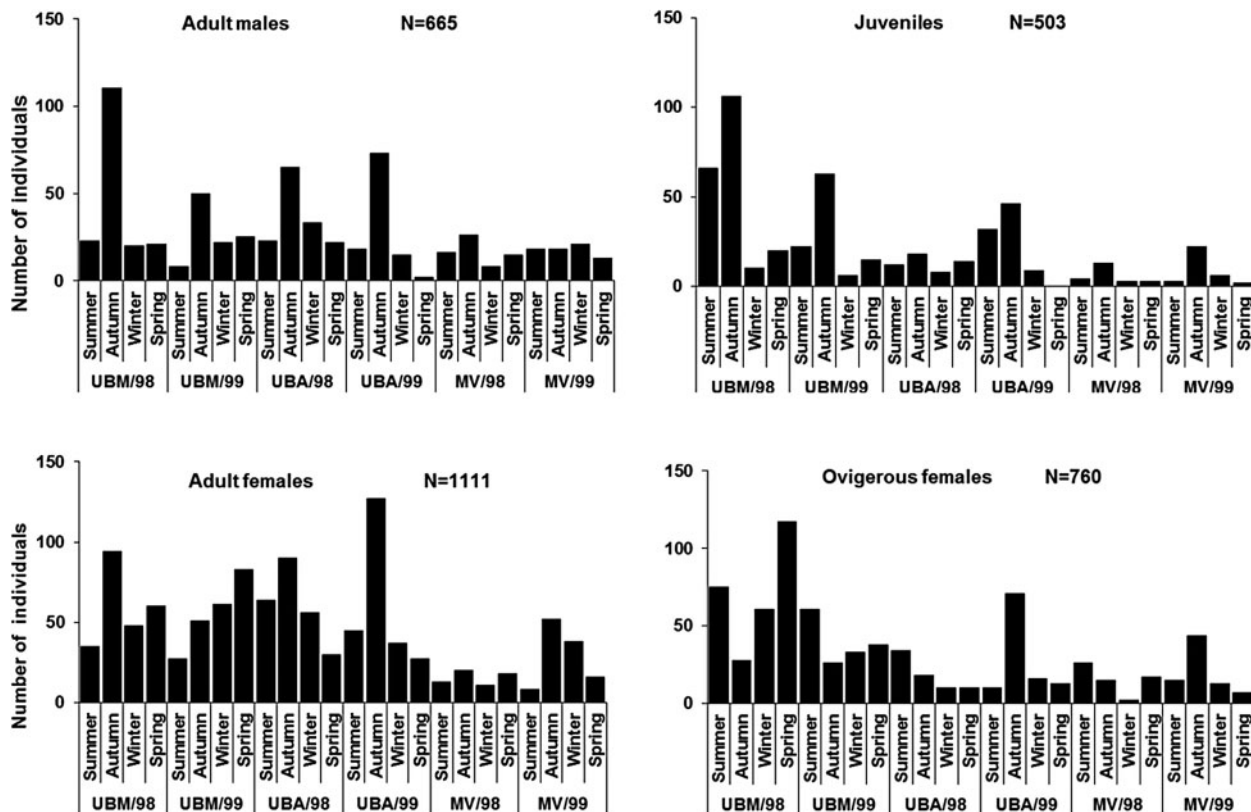 Adult males N=665
150
100
50
0
Number of individuals
Summer Autumn Winter Spring Summer Autumn Winter Spring Summer Autumn Winter Spring Summer Autumn Winter Spring Summer Autumn Winter Spring Summer Autumn Winter Spring
UBM/98 UBM/99 UBA/98 UBA/99 MV/98 MV/99
Juveniles N=503
150
100
50
0
Summer Autumn Winter Spring Summer Autumn Winter Spring Summer Autumn Winter Spring Summer Autumn Winter Spring Summer Autumn Winter Spring Summer Autumn Winter Spring
UBM/98 UBM/99 UBA/98 UBA/99 MV/98 MV/99
Adult females N=1111
150
100
50
0
Number of individuals
Summer Autumn Winter Spring Summer Autumn Winter Spring Summer Autumn Winter Spring Summer Autumn Winter Spring Summer Autumn Winter Spring Summer Autumn Winter Spring
UBM/98 UBM/99 UBA/98 UBA/99 MV/98 MV/99
Ovigerous females N=760
150
100
50
0
Summer Autumn Winter Spring Summer Autumn Winter Spring Summer Autumn Winter Spring Summer Autumn Winter Spring Summer Autumn Winter Spring Summer Autumn Winter Spring
UBM/98 UBM/99 UBA/98 UBA/99 MV/98 MV/99